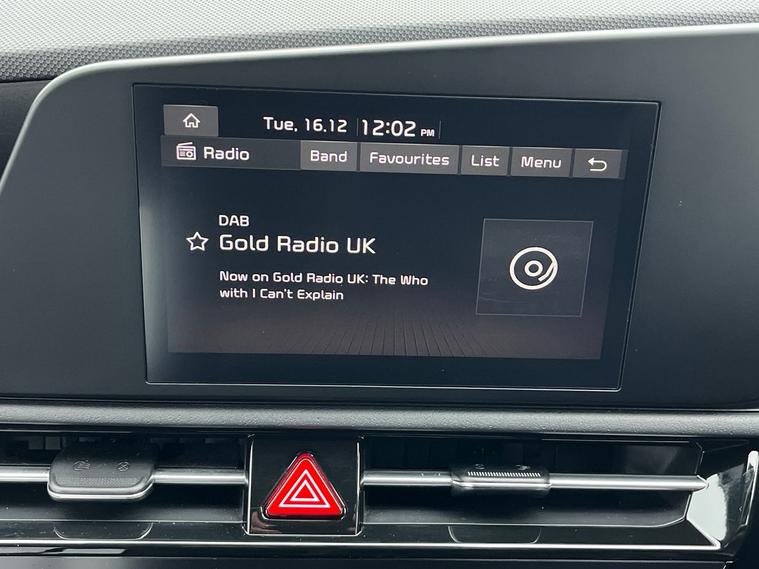 Tue, 16.12 12:02 PM
Radio Band Favourites List Menu
DAB
Gold Radio UK
Now on Gold Radio UK: The Who
with I Can't Explain